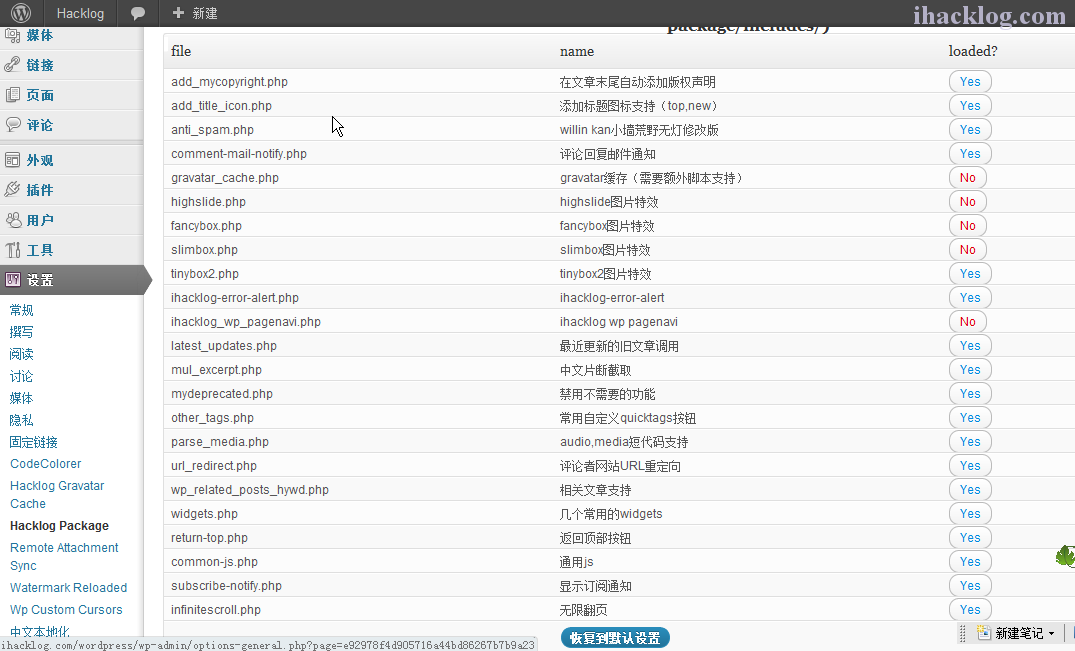 Hacklog
新建
ihacklog.com
媒体
链接
页面
评论
外观
插件
用户
工具
设置
常规
撰写
阅读
讨论
媒体
隐私
固定链接
CodeColorer
Hacklog Gravatar
Cache
Hacklog Package
Remote Attachment
Sync
Watermark Reloaded
Wp Custom Cursors
中文本地化
package/includes/)
file name loaded?
add_mycopyright.php 在文章末尾自动添加版权声明 Yes
add_title_icon.php 添加标题图标支持（top,new） Yes
anti_spam.php willin kan小墙荒野无灯修改版 Yes
comment-mail-notify.php 评论回复邮件通知 Yes
gravatar_cache.php gravatar缓存（需要额外脚本支持） No
highslide.php highslide图片特效 No
fancybox.php fancybox图片特效 No
slimbox.php slimbox图片特效 No
tinybox2.php tinybox2图片特效 Yes
ihacklog-error-alert.php ihacklog-error-alert Yes
ihacklog_wp_pagenavi.php ihacklog wp pagenavi No
latest_updates.php 最近更新的旧文章调用 Yes
mul_excerpt.php 中文片断截取 Yes
mydeprecated.php 禁用不需要的功能 Yes
other_tags.php 常用自定义quicktags按钮 Yes
parse_media.php audio,media短代码支持 Yes
url_redirect.php 评论者网站URL重定向 Yes
wp_related_posts_hywd.php 相关文章支持 Yes
widgets.php 几个常用的widgets Yes
return-top.php 返回顶部按钮 Yes
common-js.php 通用js Yes
subscribe-notify.php 显示订阅通知 Yes
infinitescroll.php 无限翻页 Yes
恢复到默认设置
新建笔记
ihacklog.com/wordpress/wp-admin/options-general.php?page=e92978f4d905716a44bd86267b7b9a23